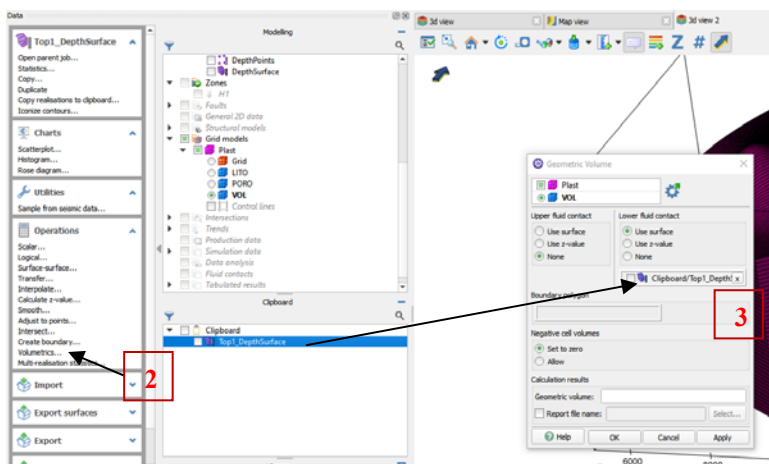 Data
Top1_DepthSurface
Open parent job...
Statistics...
Copy...
Duplicate
Copy realisations to clipboard...
Iconize contours...
Charts
Scatterplot...
Histogram...
Rose diagram...
Utilities
Sample from seismic data...
Operations
Scalar...
Logical...
Surface-surface...
Transfer...
Interpolate...
Calculate z-value...
Smooth...
Adjust to points...
Intersect...
Create boundary...
Volumetrics...
Multi-realisation
2
Import
Export surfaces
Export
Modelling
DepthPoints
DepthSurface
Zones
H1
Faults
General 2D data
Structural models
Grid models
Plast
Grid
LITO
PORO
VOL
Control lines
Intersections
Trends
Production data
Simulation data
Data analysis
Fluid contacts
Tabulated results
Clipboard
Clipboard
Top1_DepthSurface
3d view
Map view
3d view 2
Geometric Volume
Plast
VOL
Upper fluid contact
Use surface
Use z-value
None
Lower fluid contact
Use surface
Use z-value
None
Clipboard/Top1_Depth
Boundary polygon
3
Negative cell volumes
Set to zero
Allow
Calculation results
Geometric volume:
Report file name:
Select...
Help OK Cancel Apply
6000